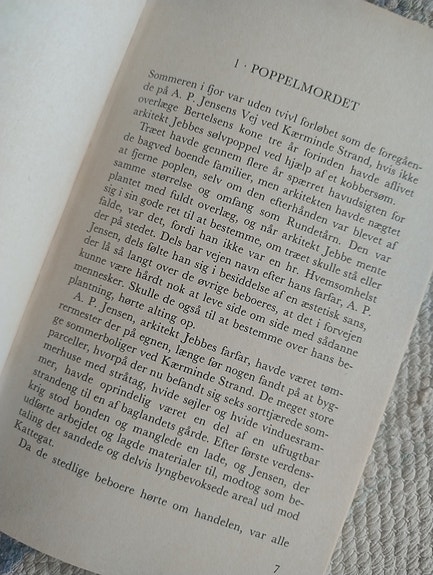 1 · POPPELMORDET
Sommeren i fjor var uden tvivl forløbet som de foregåen-
de på A. P. Jensens Vej ved Kærminde Strand, hvis ikke
overlæge Bertelsens kone tre år forinden havde aflivet
arkitekt Jebbes sølvpoppel ved hjælp af et kobbersøm.
Træet havde gennem flere år spærret havudsigten for
de bagved boende familier, men arkitekten havde nægtet
at fjerne poplen, selv om den efterhånden var blevet af
samme størrelse og omfang som Rundetårn. Den var
plantet med fuldt overlæg, og når arkitekt Jebbe mente
sig i sin gode ret til at bestemme, om træet skulle stå eller
falde, var det, fordi han ikke var en hr. Hvemsomhelst
der på stedet. Dels bar vejen navn efter hans farfar, A. P.
Jensen, dels følte han sig i besiddelse af en æstetisk sans,
der lå så langt over de øvrige beboeres, at det i forvejen
kunne være hårdt nok at leve side om side med sådanne
mennesker. Skulle de også til at bestemme over hans be-
plantning, hørte alting op.
A. P. Jensen, arkitekt Jebbes farfar, havde været tøm-
rermester der på egnen, længe før nogen fandt på at byg-
ge sommerboliger ved Kærminde Strand. De meget store
parceller, hvorpå der nu befandt sig seks sorttjærede som-
merhuse med stråtag, hvide søjler og hvide vinduesram-
mer, havde oprindelig været en del af en ufrugtbar
strandeng til en af baglandets gårde. Efter første verdens-
krig stod bonden og manglede en lade, og Jensen, der
udførte arbejdet og lagde materialer til, modtog som be-
taling det sandede og delvis lyngbevoksede areal ud mod
Kattegat.
Da de stedlige beboere hørte om handelen, var alle
7